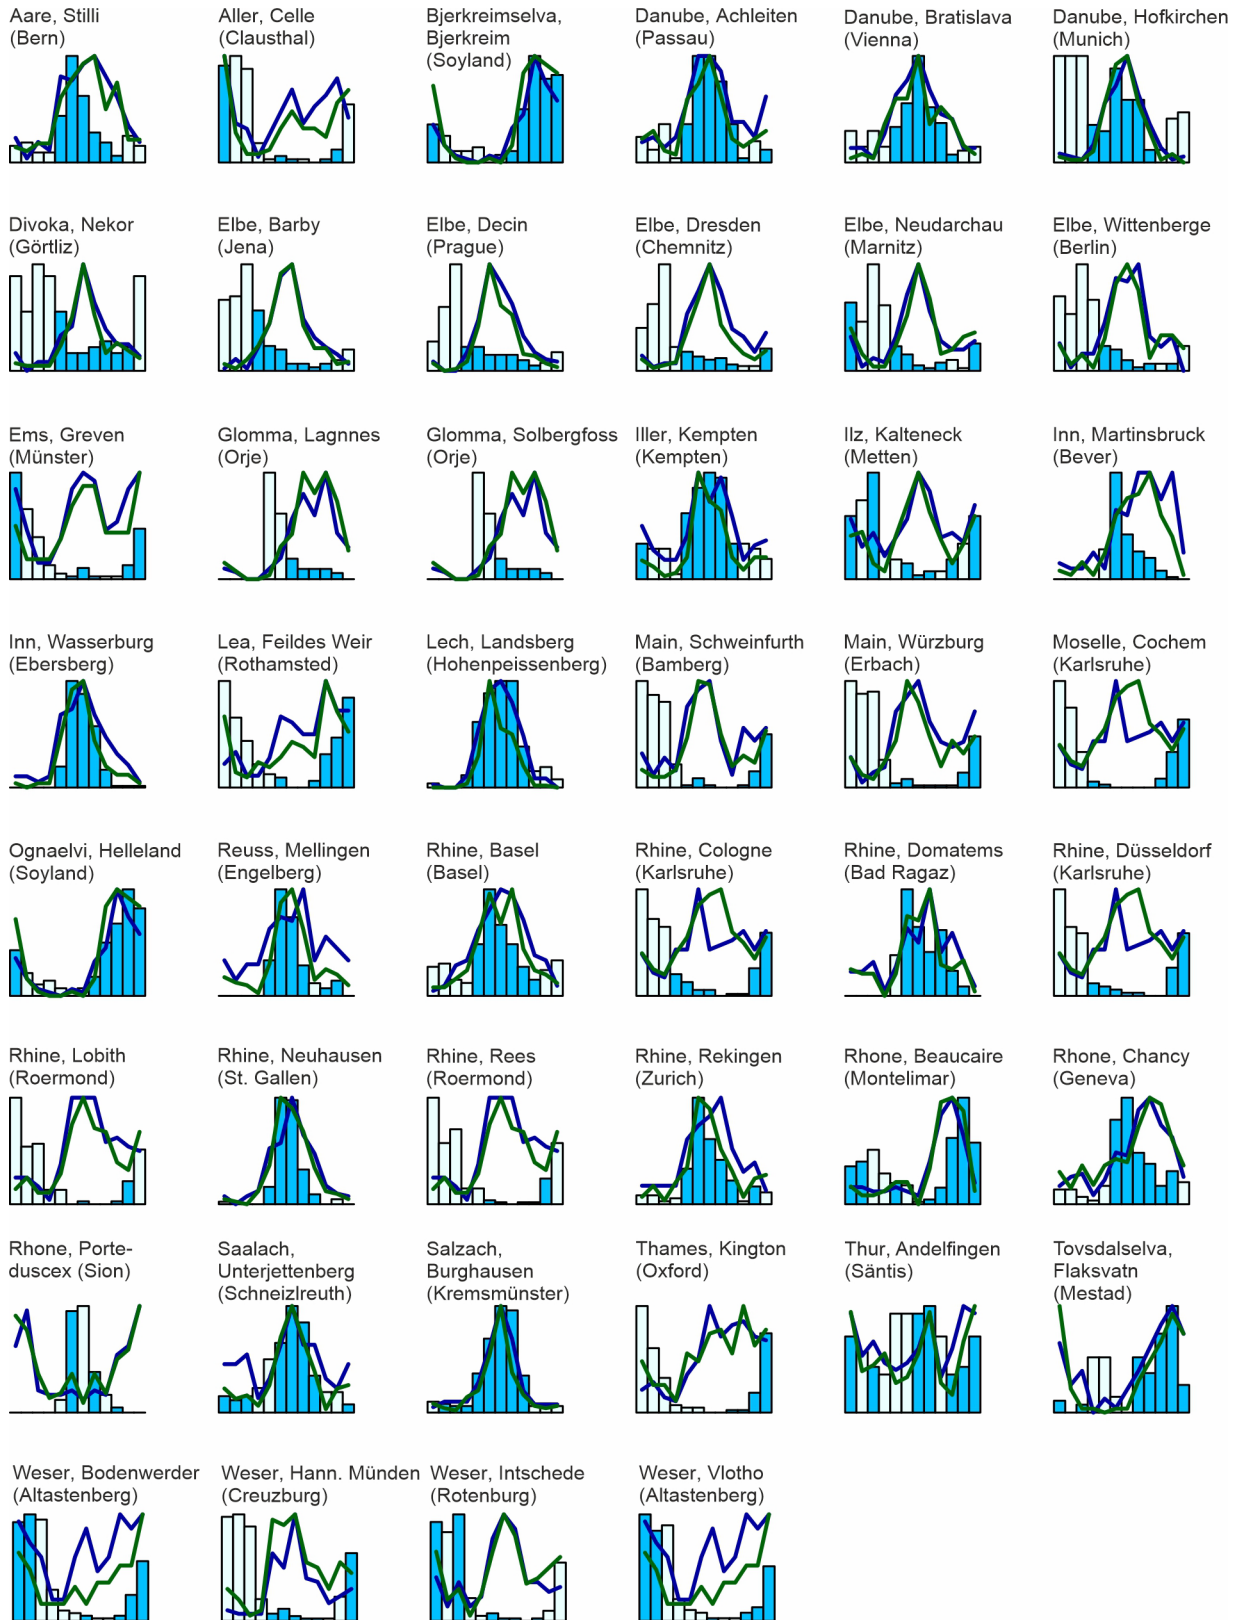 Aare, Stilli
(Bern)
Aller, Celle
(Clausthal)
Bjerkreimselva,
Bjerkreim
(Soyland)
Danube, Achleiten
(Passau)
Danube, Bratislava
(Vienna)
Danube, Hofkirchen
(Munich)
Divoka, Nekor
(Görtliz)
Elbe, Barby
(Jena)
Elbe, Decin
(Prague)
Elbe, Dresden
(Chemnitz)
Elbe, Neudarchau
(Marnitz)
Elbe, Wittenberge
(Berlin)
Ems, Greven
(Münster)
Glomma, Lagnnes
(Orje)
Glomma, Solbergfoss
(Orje)
Iller, Kempten
(Kempten)
Ilz, Kalteneck
(Metten)
Inn, Martinsbruck
(Bever)
Inn, Wasserburg
(Ebersberg)
Lea, Feildes Weir
(Rothamsted)
Lech, Landsberg
(Hohenpeissenberg)
Main, Schweinfurth
(Bamberg)
Main, Würzburg
(Erbach)
Moselle, Cochem
(Karlsruhe)
Ognaelvi, Helleland
(Soyland)
Reuss, Mellingen
(Engelberg)
Rhine, Basel
(Basel)
Rhine, Cologne
(Karlsruhe)
Rhine, Domatems
(Bad Ragaz)
Rhine, Düsseldorf
(Karlsruhe)
Rhine, Lobith
(Roermond)
Rhine, Neuhausen
(St. Gallen)
Rhine, Rees
(Roermond)
Rhine, Rekingen
(Zurich)
Rhone, Beaucaire
(Montelimar)
Rhone, Chancy
(Geneva)
Rhone, Porte-
duscex (Sion)
Saalach,
Unterjettenberg
(Schneizlreuth)
Salzach,
Burghausen
(Kremsmünster)
Thames, Kington
(Oxford)
Thur, Andelfingen
(Säntis)
Tovsdalselva,
Flaksvatn
(Mestad)
Weser, Bodenwerder
(Altastenberg)
Weser, Hann. Münden
(Creuzburg)
Weser, Intschede
(Rotenburg)
Weser, Vlotho
(Altastenberg)